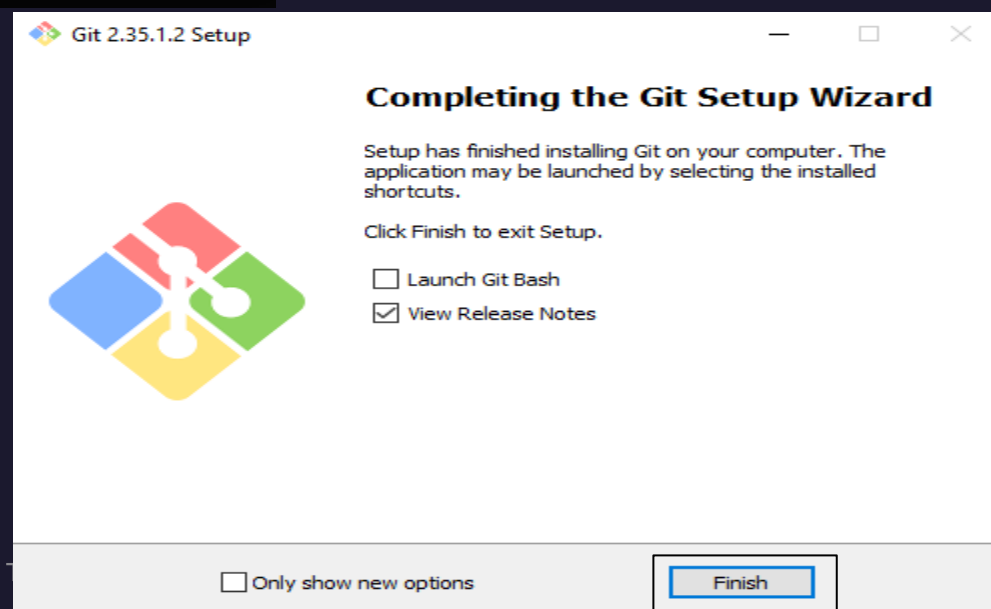 Git 2.35.1.2 Setup
Completing the Git Setup Wizard
Setup has finished installing Git on your computer. The
application may be launched by selecting the installed
shortcuts.
Click Finish to exit Setup.
Launch Git Bash
View Release Notes
Only show new options
Finish